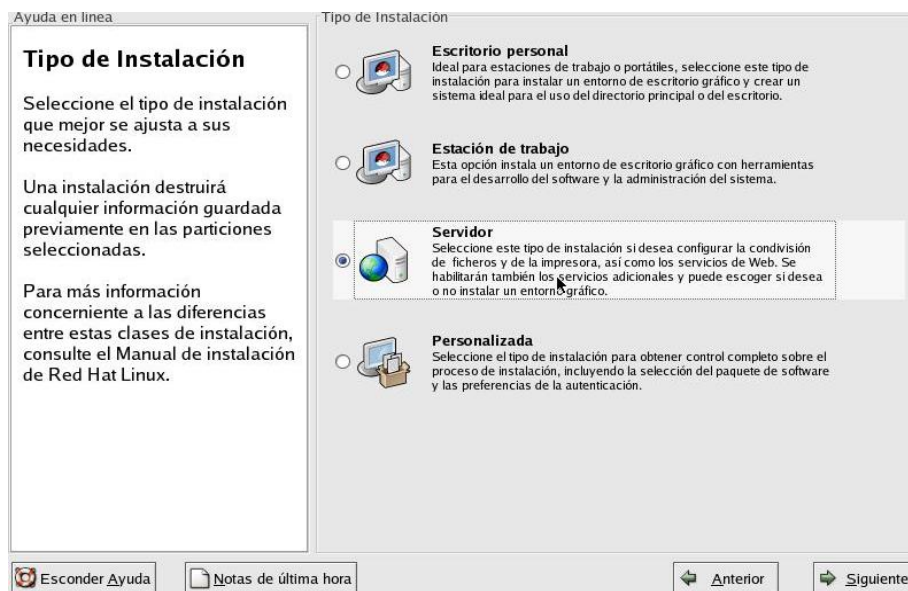 Ayuda en línea
Tipo de Instalación
Seleccione el tipo de instalación
que mejor se ajusta a sus
necesidades.
Una instalación destruirá
cualquier información guardada
previamente en las particiones
seleccionadas.
Para más información
concerniente a las diferencias
entre estas clases de instalación,
consulte el Manual de instalación
de Red Hat Linux.
Tipo de Instalación
Escritorio personal
Ideal para estaciones de trabajo o portátiles, seleccione este tipo de
instalación para instalar un entorno de escritorio gráfico y crear un
sistema ideal para el uso del directorio principal o del escritorio.
Estación de trabajo
Esta opción instala un entorno de escritorio gráfico con herramientas
para el desarrollo del software y la administración del sistema.
Servidor
Seleccione este tipo de instalación si desea configurar la condivisión
de ficheros y de la impresora, así como los servicios de Web. Se
habilitarán también los servicios adicionales y puede escoger si desea
o no instalar un entorno gráfico.
Personalizada
Seleccione el tipo de instalación para obtener control completo sobre el
proceso de instalación, incluyendo la selección del paquete de software
y las preferencias de la autenticación.
Esconder Ayuda
Notas de última hora
Anterior
Siguiente